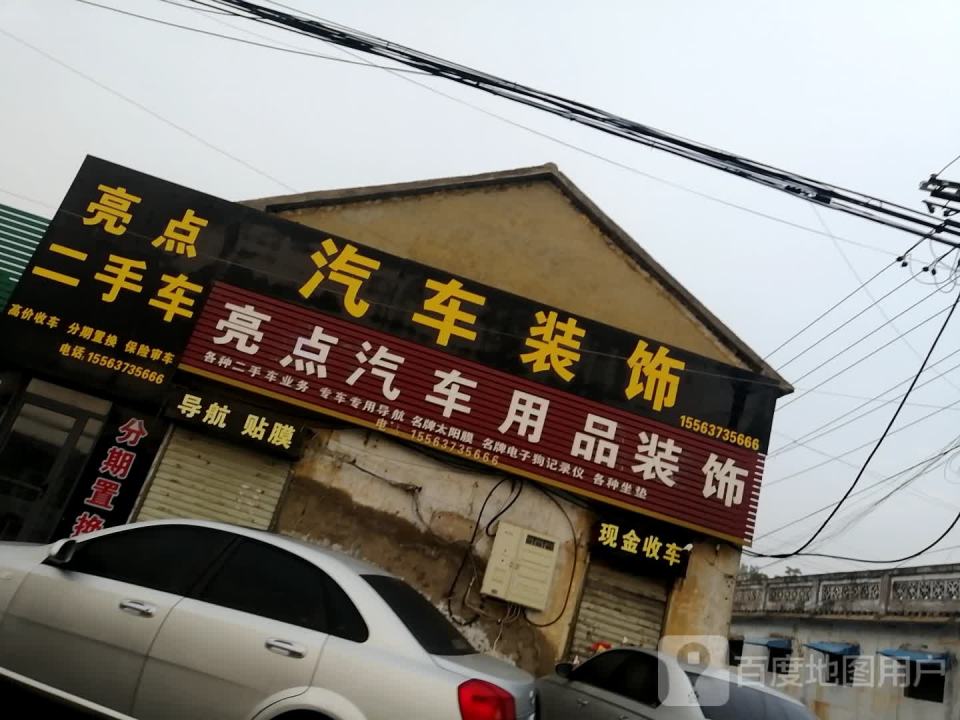 亮点
二手车
高价收车 分期置换 保险审车
电话:15563735666
汽车装饰
15563735666
亮点汽车用品装饰
各种二手车业务 专车专用导航 名牌太阳膜 名牌电子狗记录仪 各种坐垫
电 15563735666
导航 贴膜
分期置换
现金收车
百度地图用户